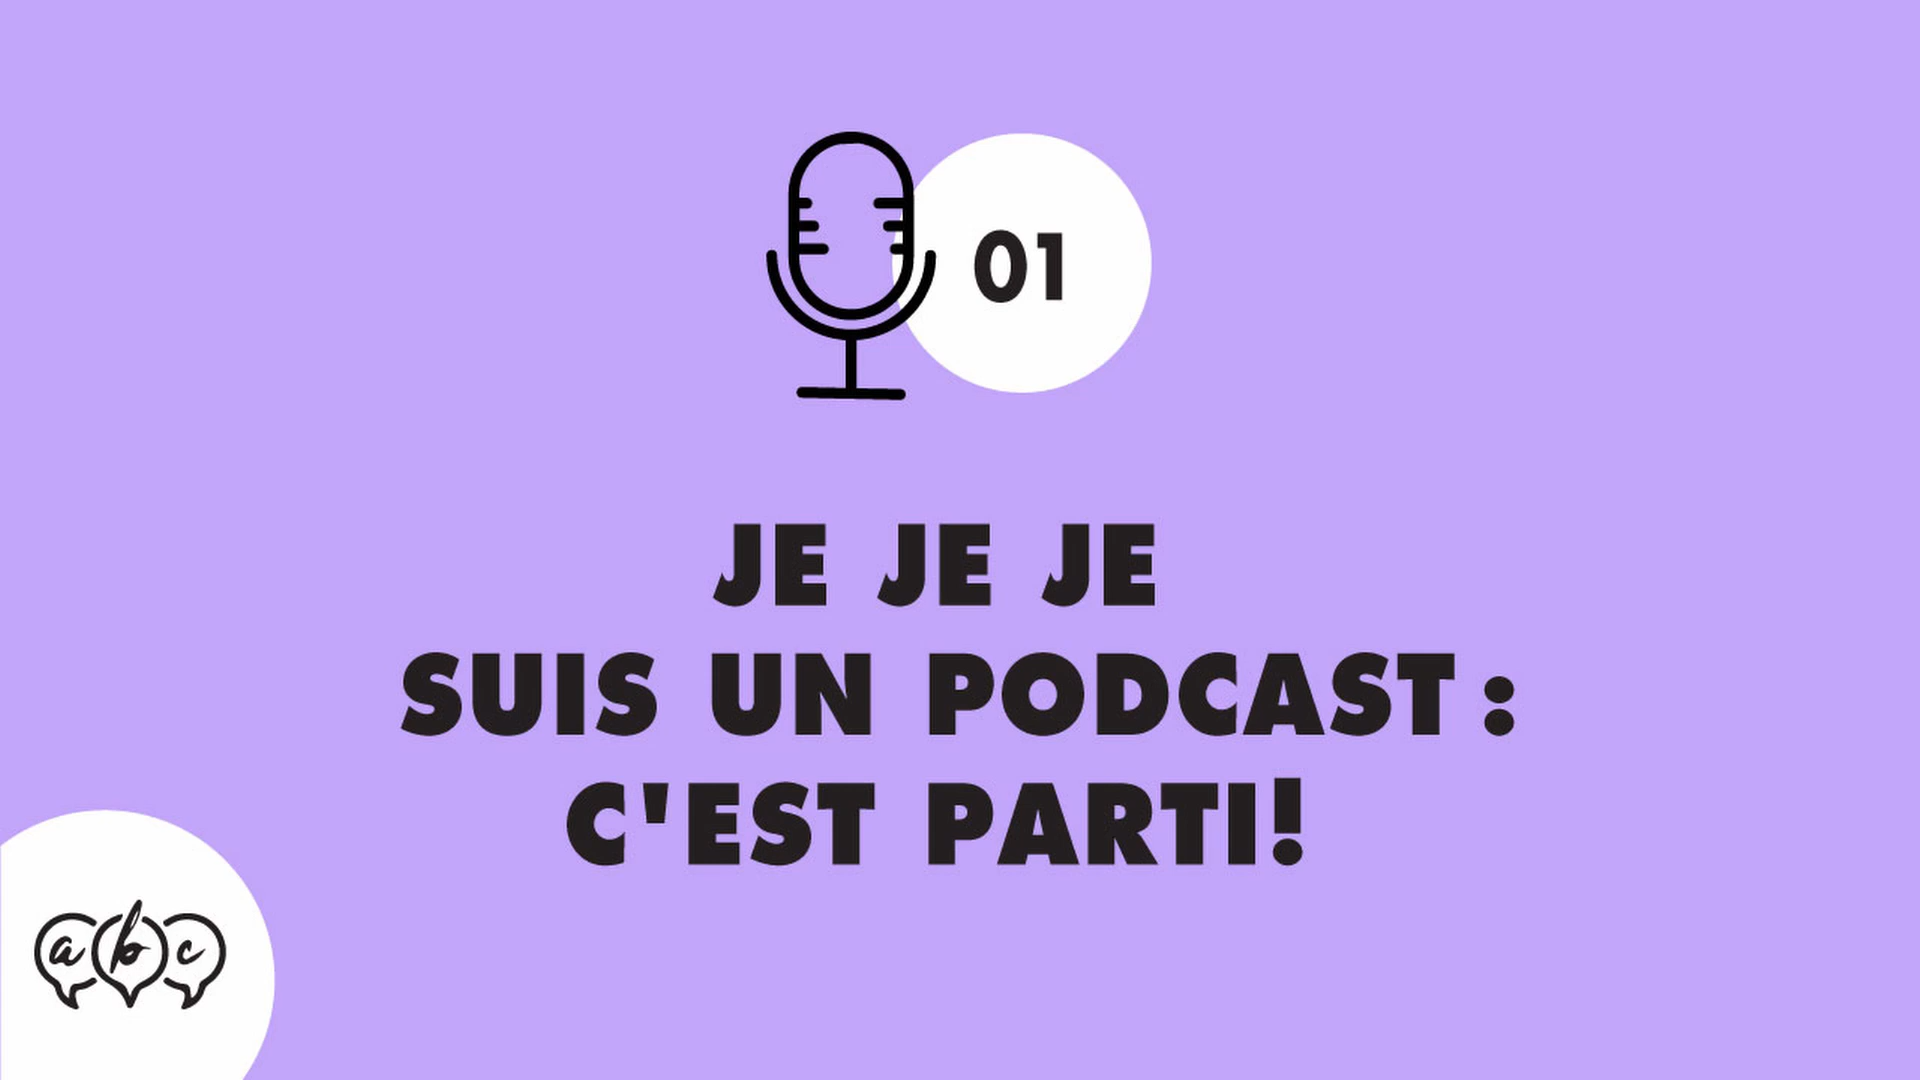 01
JE JE JE
SUIS UN PODCAST :
C'EST PARTI!
a b c